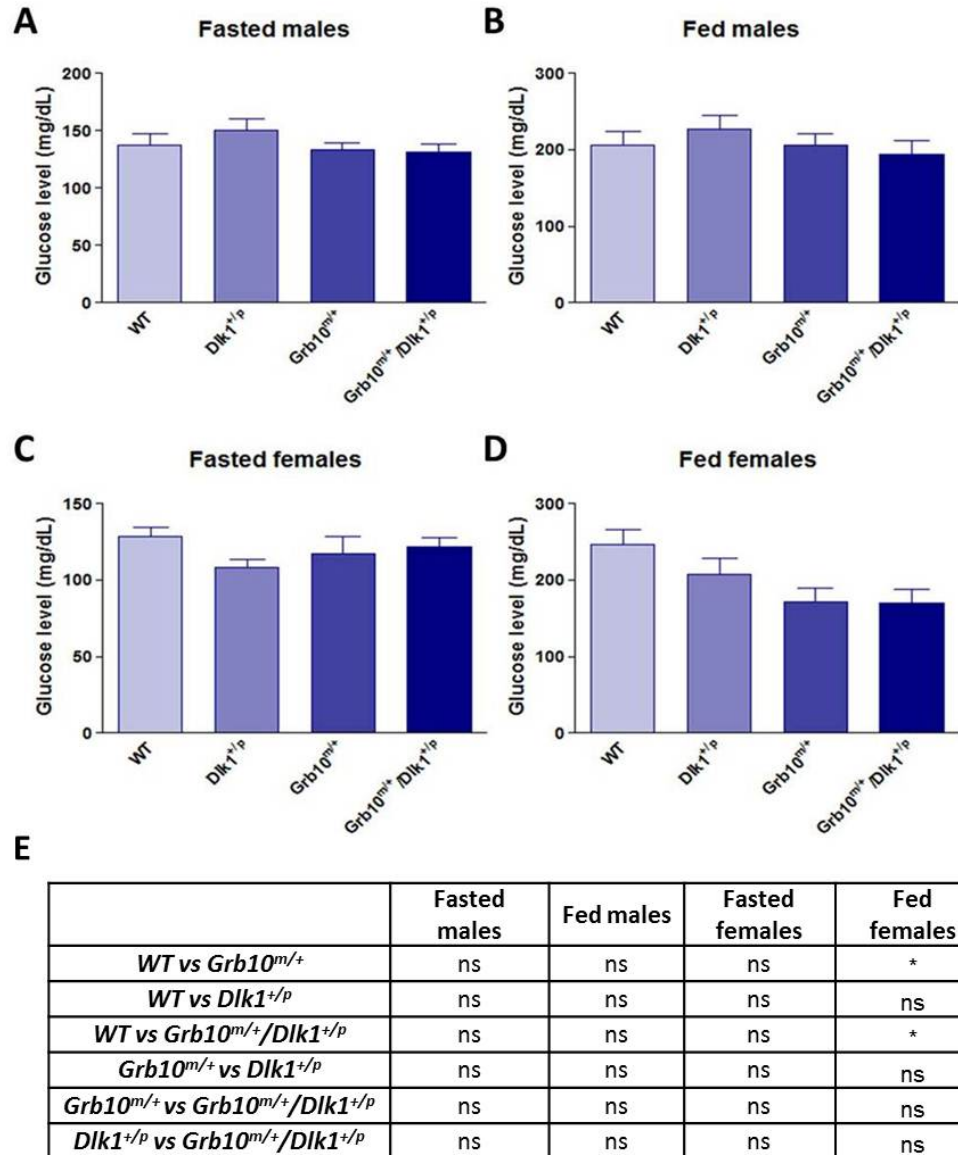 A
Fasted males
Glucose level (mg/dL)
200
150
100
50
0
WT
Dlk1+/p
Grb10m/+
Grb10m/+/Dlk1+/p
B
Fed males
Glucose level (mg/dL)
300
200
100
0
WT
Dlk1+/p
Grb10m/+
Grb10m/+/Dlk1+/p
C
Fasted females
Glucose level (mg/dL)
150
100
50
0
WT
Dlk1+/p
Grb10m/+
Grb10m/+/Dlk1+/p
D
Fed females
Glucose level (mg/dL)
300
200
100
0
WT
Dlk1+/p
Grb10m/+
Grb10m/+/Dlk1+/p
E
Fasted males Fed males Fasted females Fed females
WT vs Grb10m/+ ns ns ns *
WT vs Dlk1+/p ns ns ns ns
WT vs Grb10m/+/Dlk1+/p ns ns ns *
Grb10m/+ vs Dlk1+/p ns ns ns ns
Grb10m/+ vs Grb10m/+/Dlk1+/p ns ns ns ns
Dlk1+/p vs Grb10m/+/Dlk1+/p ns ns ns ns